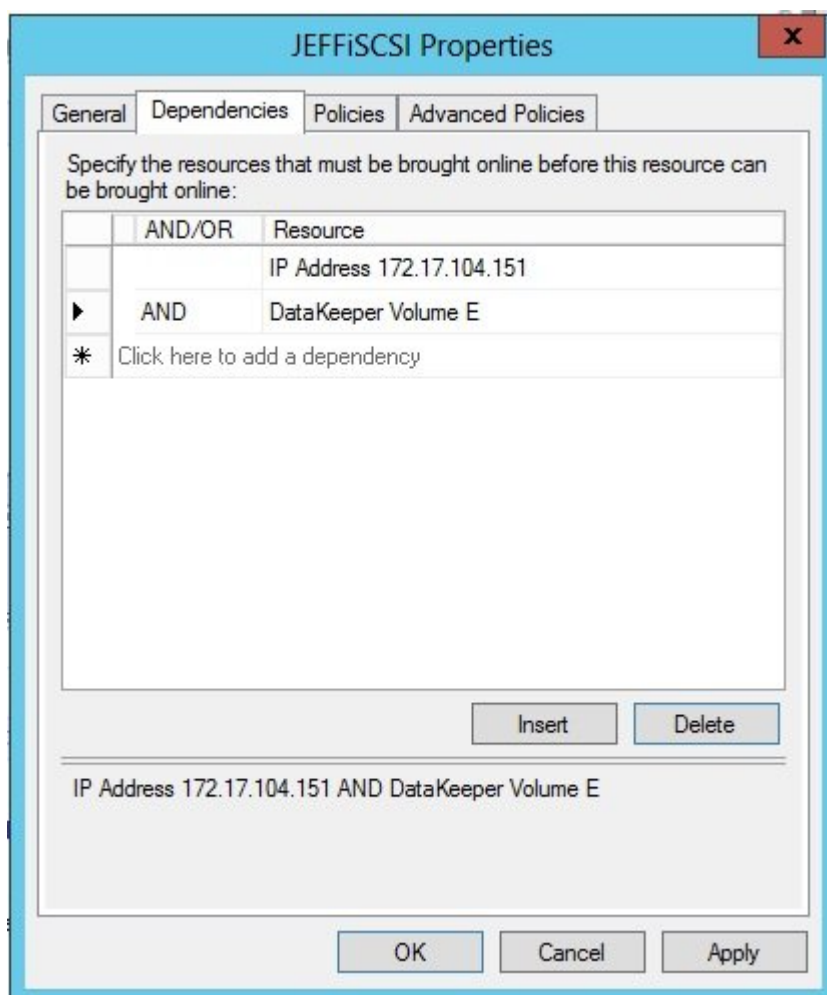 JEFFiSCSI Properties
x
General Dependencies Policies Advanced Policies
Specify the resources that must be brought online before this resource can
be brought online:
AND/OR Resource
IP Address 172.17.104.151
AND DataKeeper Volume E
Click here to add a dependency
Insert Delete
IP Address 172.17.104.151 AND DataKeeper Volume E
OK Cancel Apply